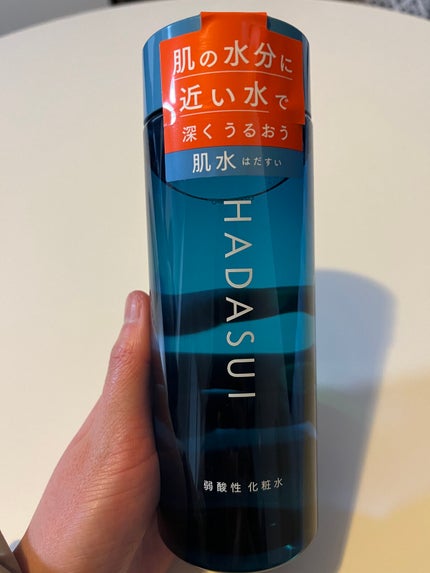 肌の水分に
近い水で
深くうるおう
肌水 はだすい
HADASUI
弱酸性 化粧水